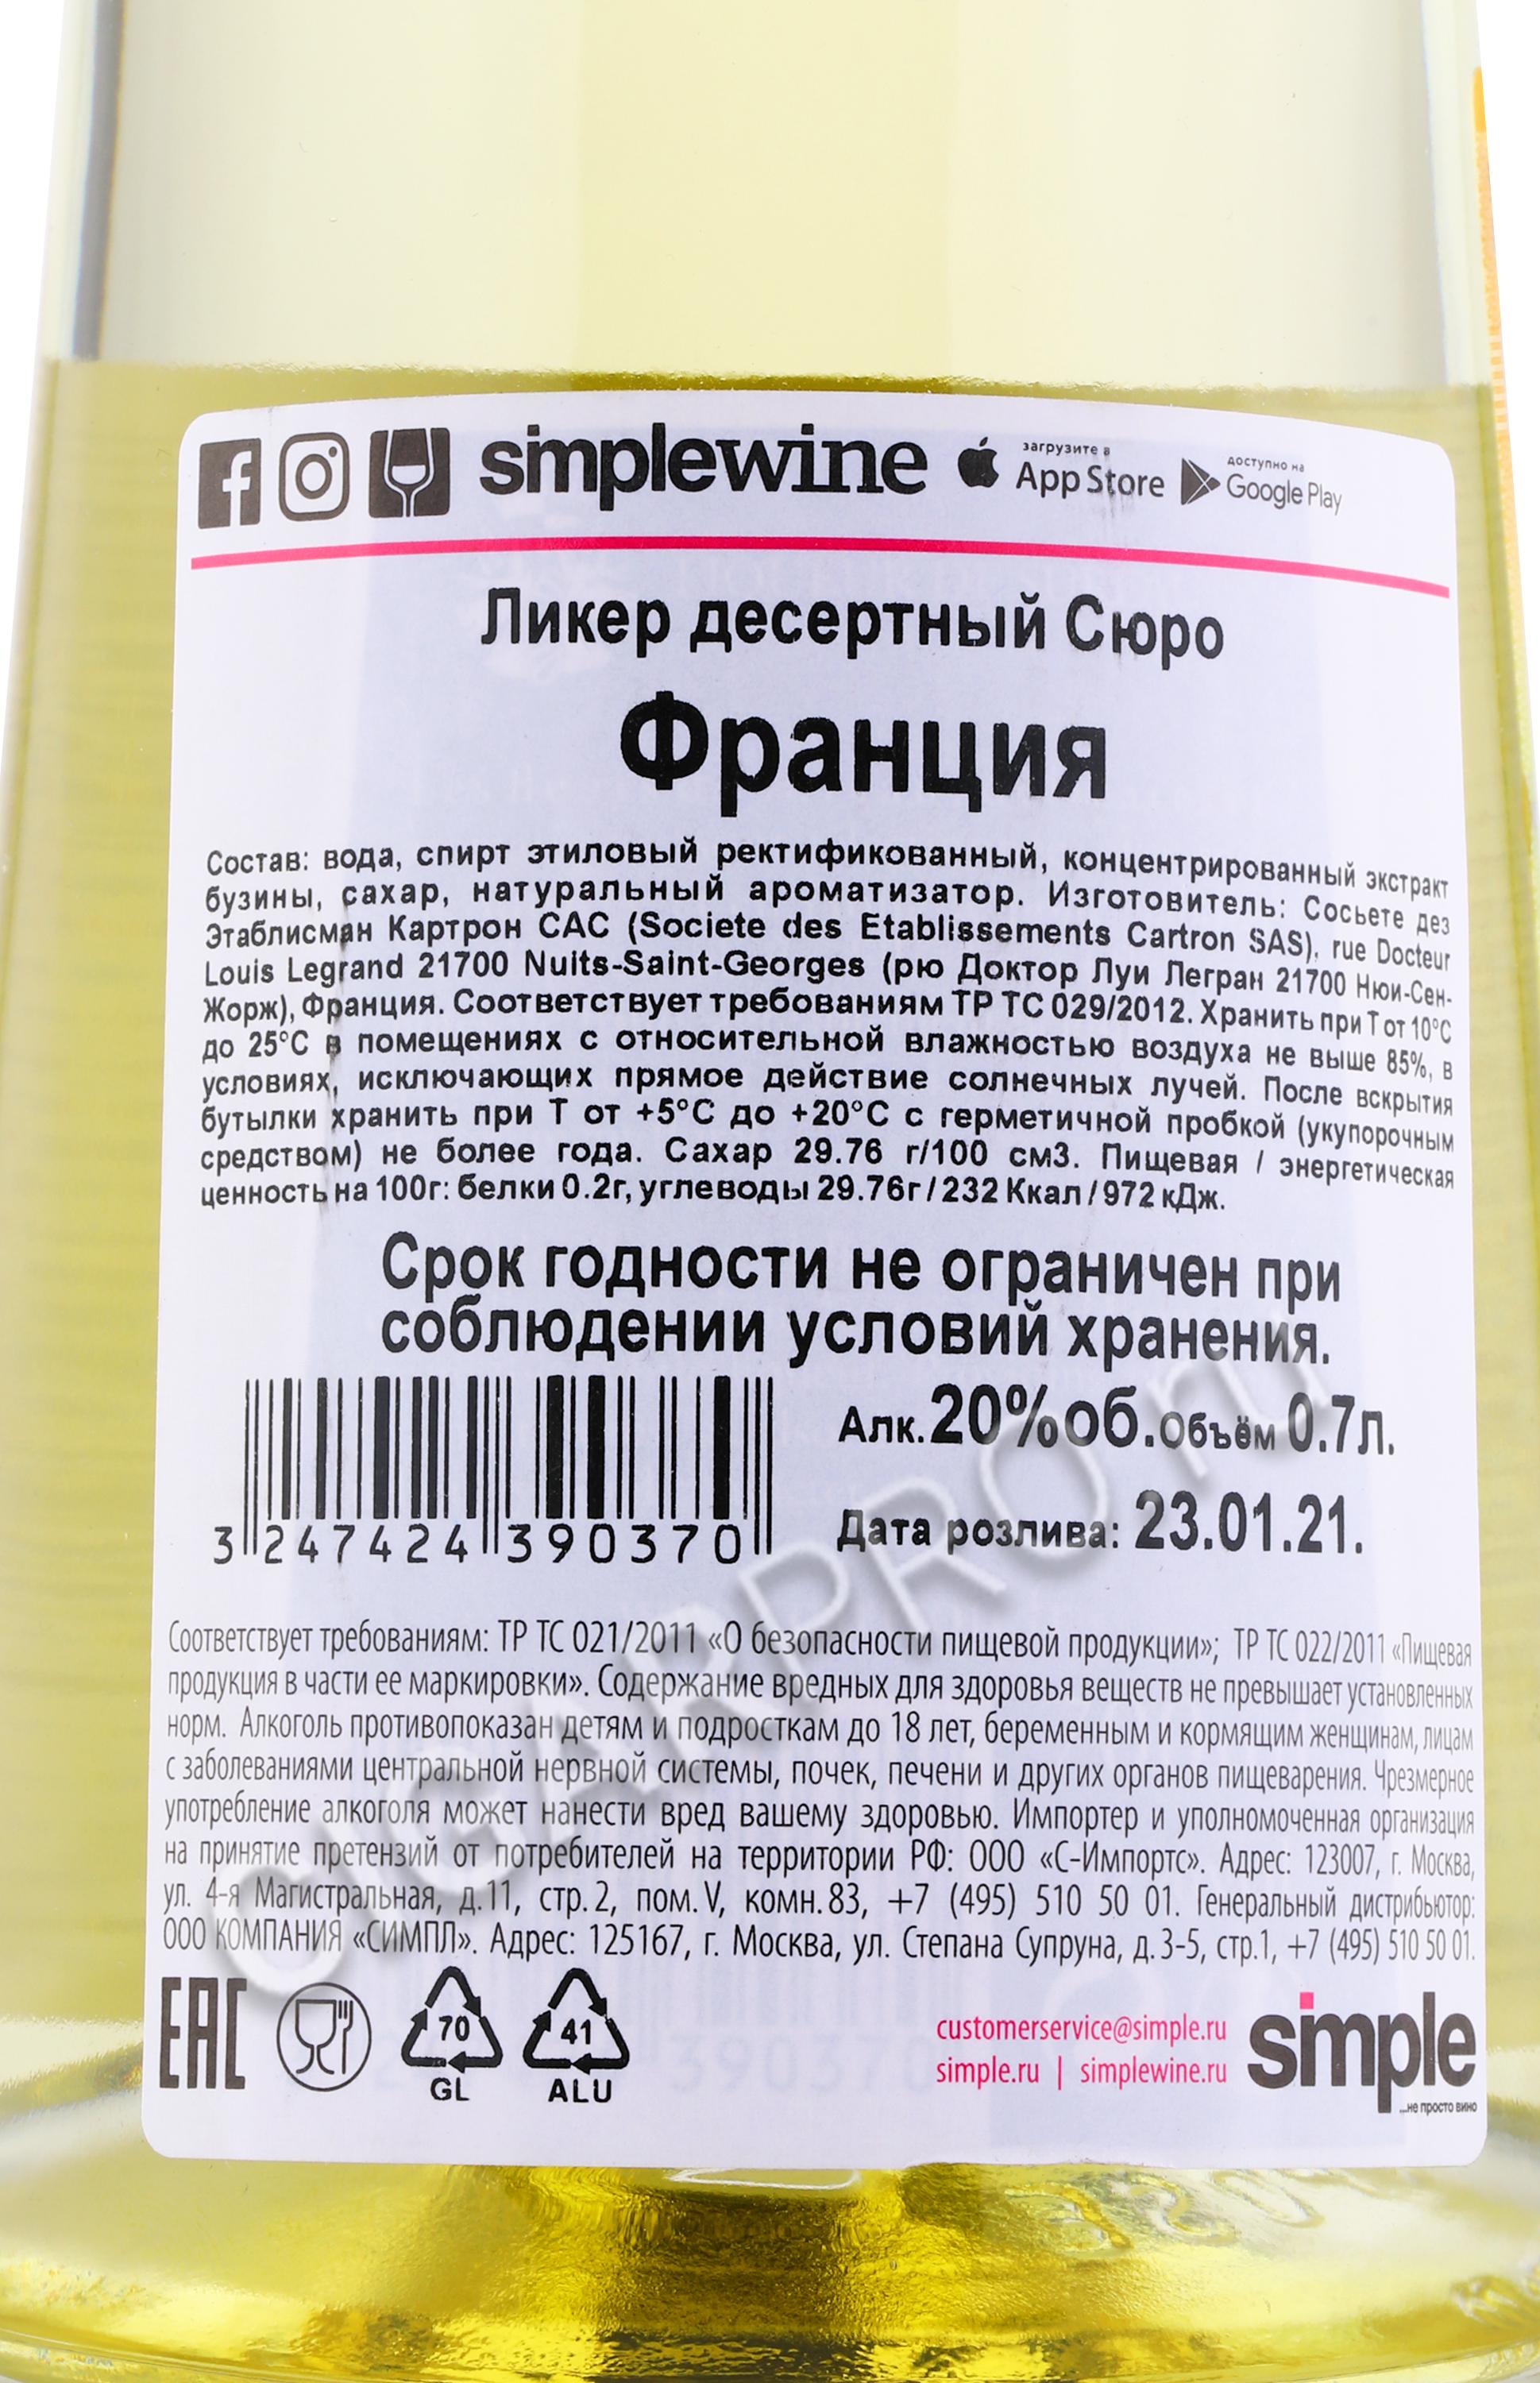 simplewine
загрузите в
App Store
доступно на
Google Play
Ликер десертный Сюро
Франция
Состав: вода, спирт этиловый ректификованный, концентрированный экстракт
бузины, сахар, натуральный ароматизатор. Изготовитель: Сосьете дез
Этаблисман Картрон САС (Societe des Etablissements Cartron SAS), rue Docteur
Louis Legrand 21700 Nuits-Saint-Georges (рю Доктор Луи Легран 21700 Нюи-Сен-
Жорж), Франция. Соответствует требованиям ТР ТС 029/2012. Хранить при Т от 10°С
до 25°С в помещениях с относительной влажностью воздуха не выше 85%, в
условиях, исключающих прямое действие солнечных лучей. После вскрытия
бутылки хранить при Т от +5°С до +20°С с герметичной пробкой (укупорочным
средством) не более года. Сахар 29.76 г/100 см3. Пищевая / энергетическая
ценность на 100г: белки 0.2г, углеводы 29.76г / 232 Ккал / 972 кДж.
Срок годности не ограничен при
соблюдении условий хранения.
Алк. 20%об. Объём 0.7л.
3 247424 390370
Дата розлива: 23.01.21.
Соответствует требованиям: ТР ТС 021/2011 «О безопасности пищевой продукции»; ТР ТС 022/2011 «Пищевая
продукция в части ее маркировки». Содержание вредных для здоровья веществ не превышает установленных
норм. Алкоголь противопоказан детям и подросткам до 18 лет, беременным и кормящим женщинам, лицам
с заболеваниями центральной нервной системы, почек, печени и других органов пищеварения. Чрезмерное
употребление алкоголя может нанести вред вашему здоровью. Импортер и уполномоченная организация
на принятие претензий от потребителей на территории РФ: ООО «С-Импортс». Адрес: 123007, г. Москва,
ул. 4-я Магистральная, д. 11, стр. 2, пом. V, комн. 83, +7 (495) 510 50 01. Генеральный дистрибьютор:
ООО КОМПАНИЯ «СИМПЛ». Адрес: 125167, г. Москва, ул. Степана Супруна, д. 3-5, стр.1, +7 (495) 510 50 01.
EAC
70
GL
41
ALU
customerservice@simple.ru
simple.ru | simplewine.ru
simple
...не просто вино
CIGARPRO.ru